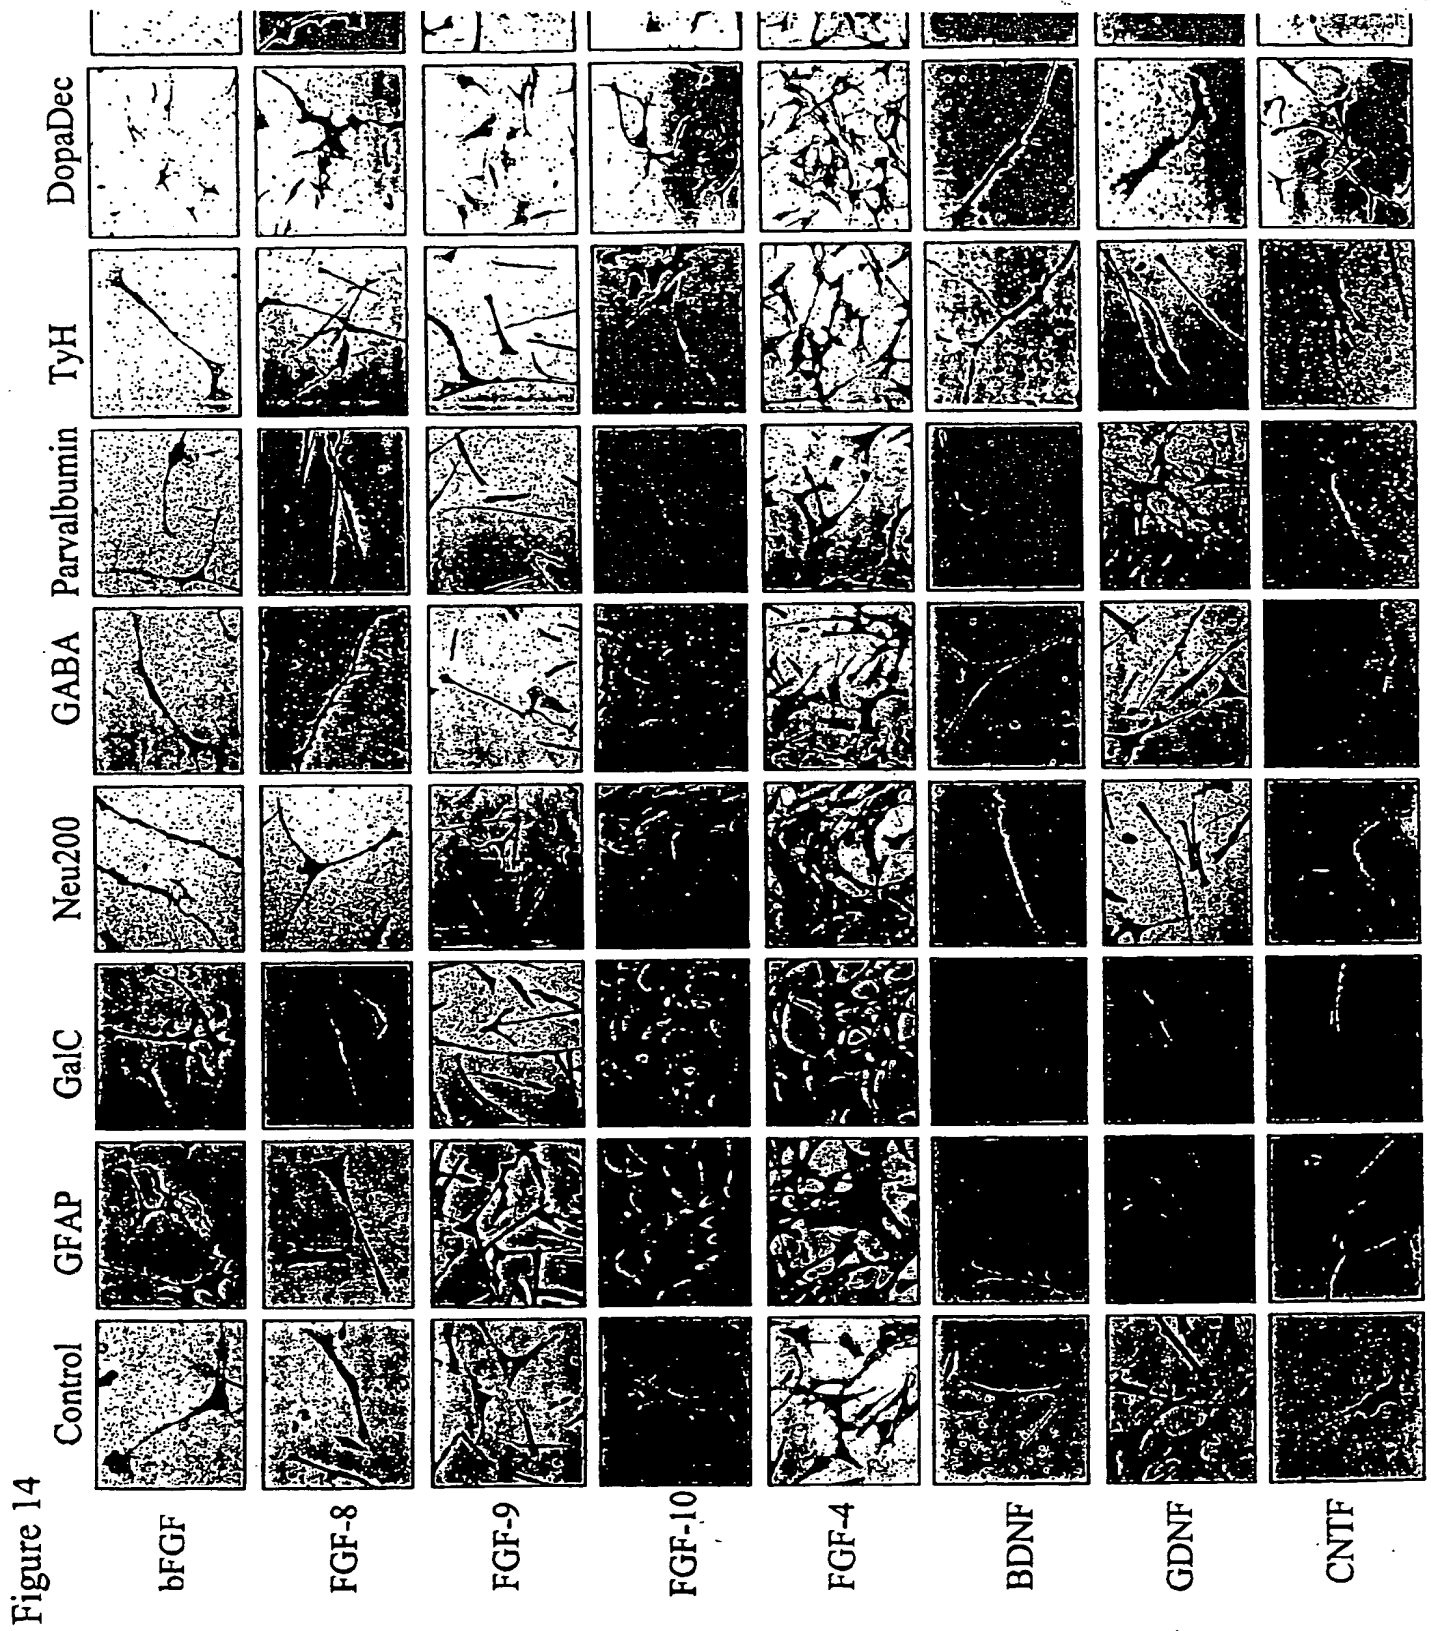 Figure 14
Control GFAP GalC Neu200 GABA Parvalbumin TyH DopaDec
bFGF
FGF-8
FGF-9
FGF-10
FGF-4
BDNF
GDNF
CNTF